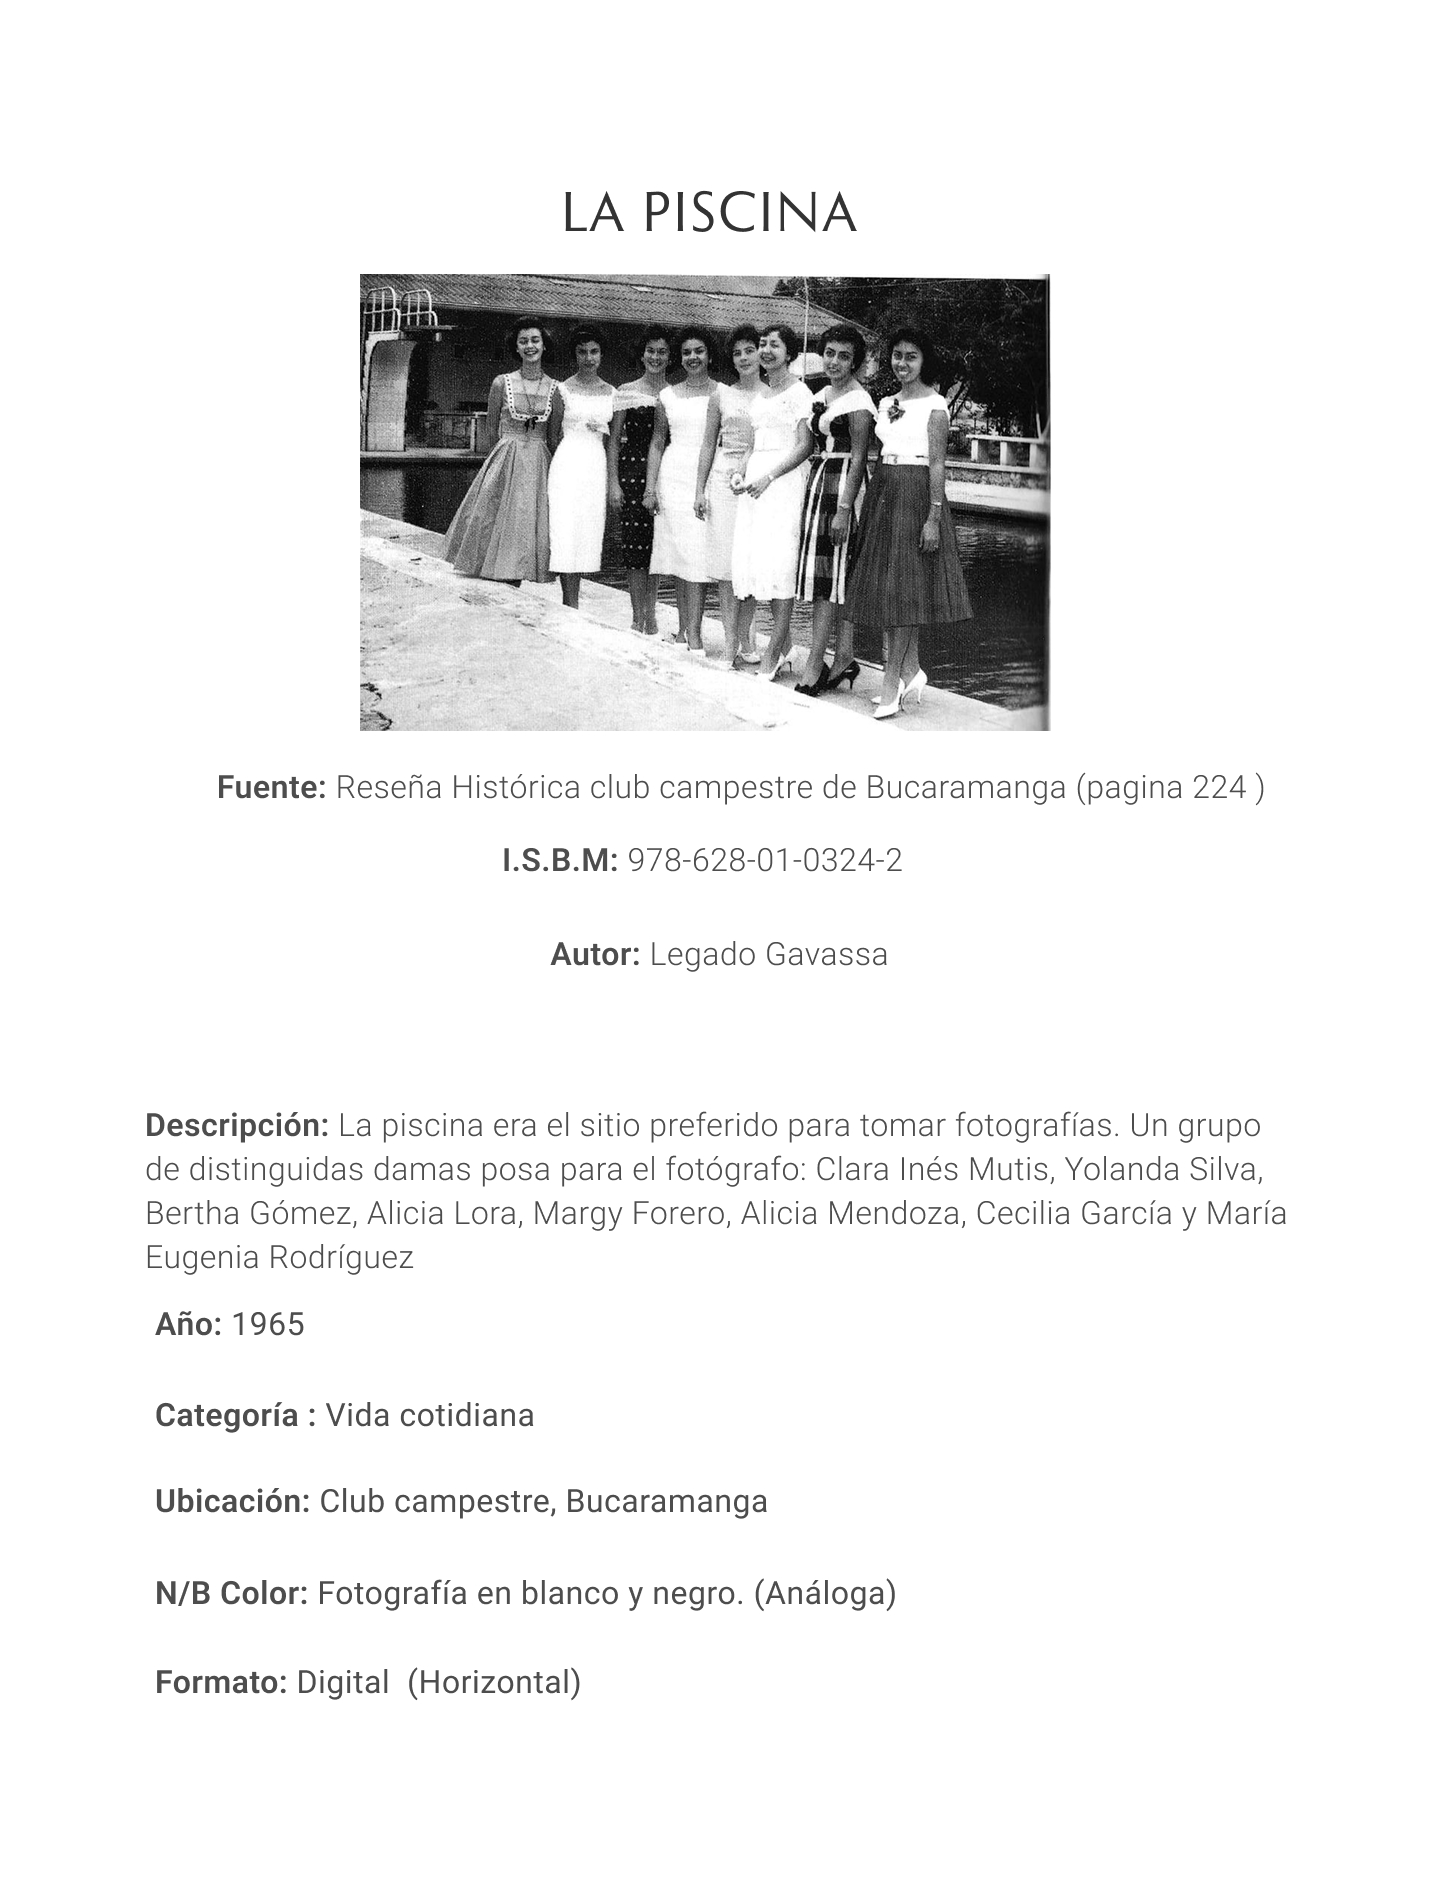 LA PISCINA
Fuente: Reseña Histórica club campestre de Bucaramanga (pagina 224 )
I.S.B.M: 978-628-01-0324-2
Autor: Legado Gavassa
Descripción: La piscina era el sitio preferido para tomar fotografías. Un grupo
de distinguidas damas posa para el fotógrafo: Clara Inés Mutis, Yolanda Silva,
Bertha Gómez, Alicia Lora, Margy Forero, Alicia Mendoza, Cecilia García y María
Eugenia Rodríguez
Año: 1965
Categoría : Vida cotidiana
Ubicación: Club campestre, Bucaramanga
N/B Color: Fotografía en blanco y negro. (Análoga)
Formato: Digital  (Horizontal)